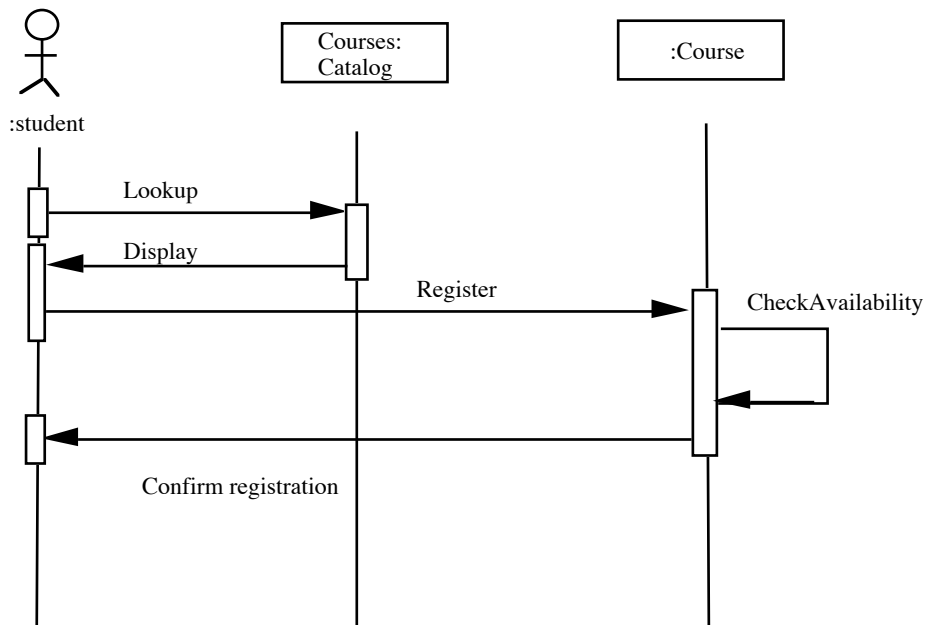 Courses:
Catalog
:Course
:student
Lookup
Display
Register
CheckAvailability
Confirm registration